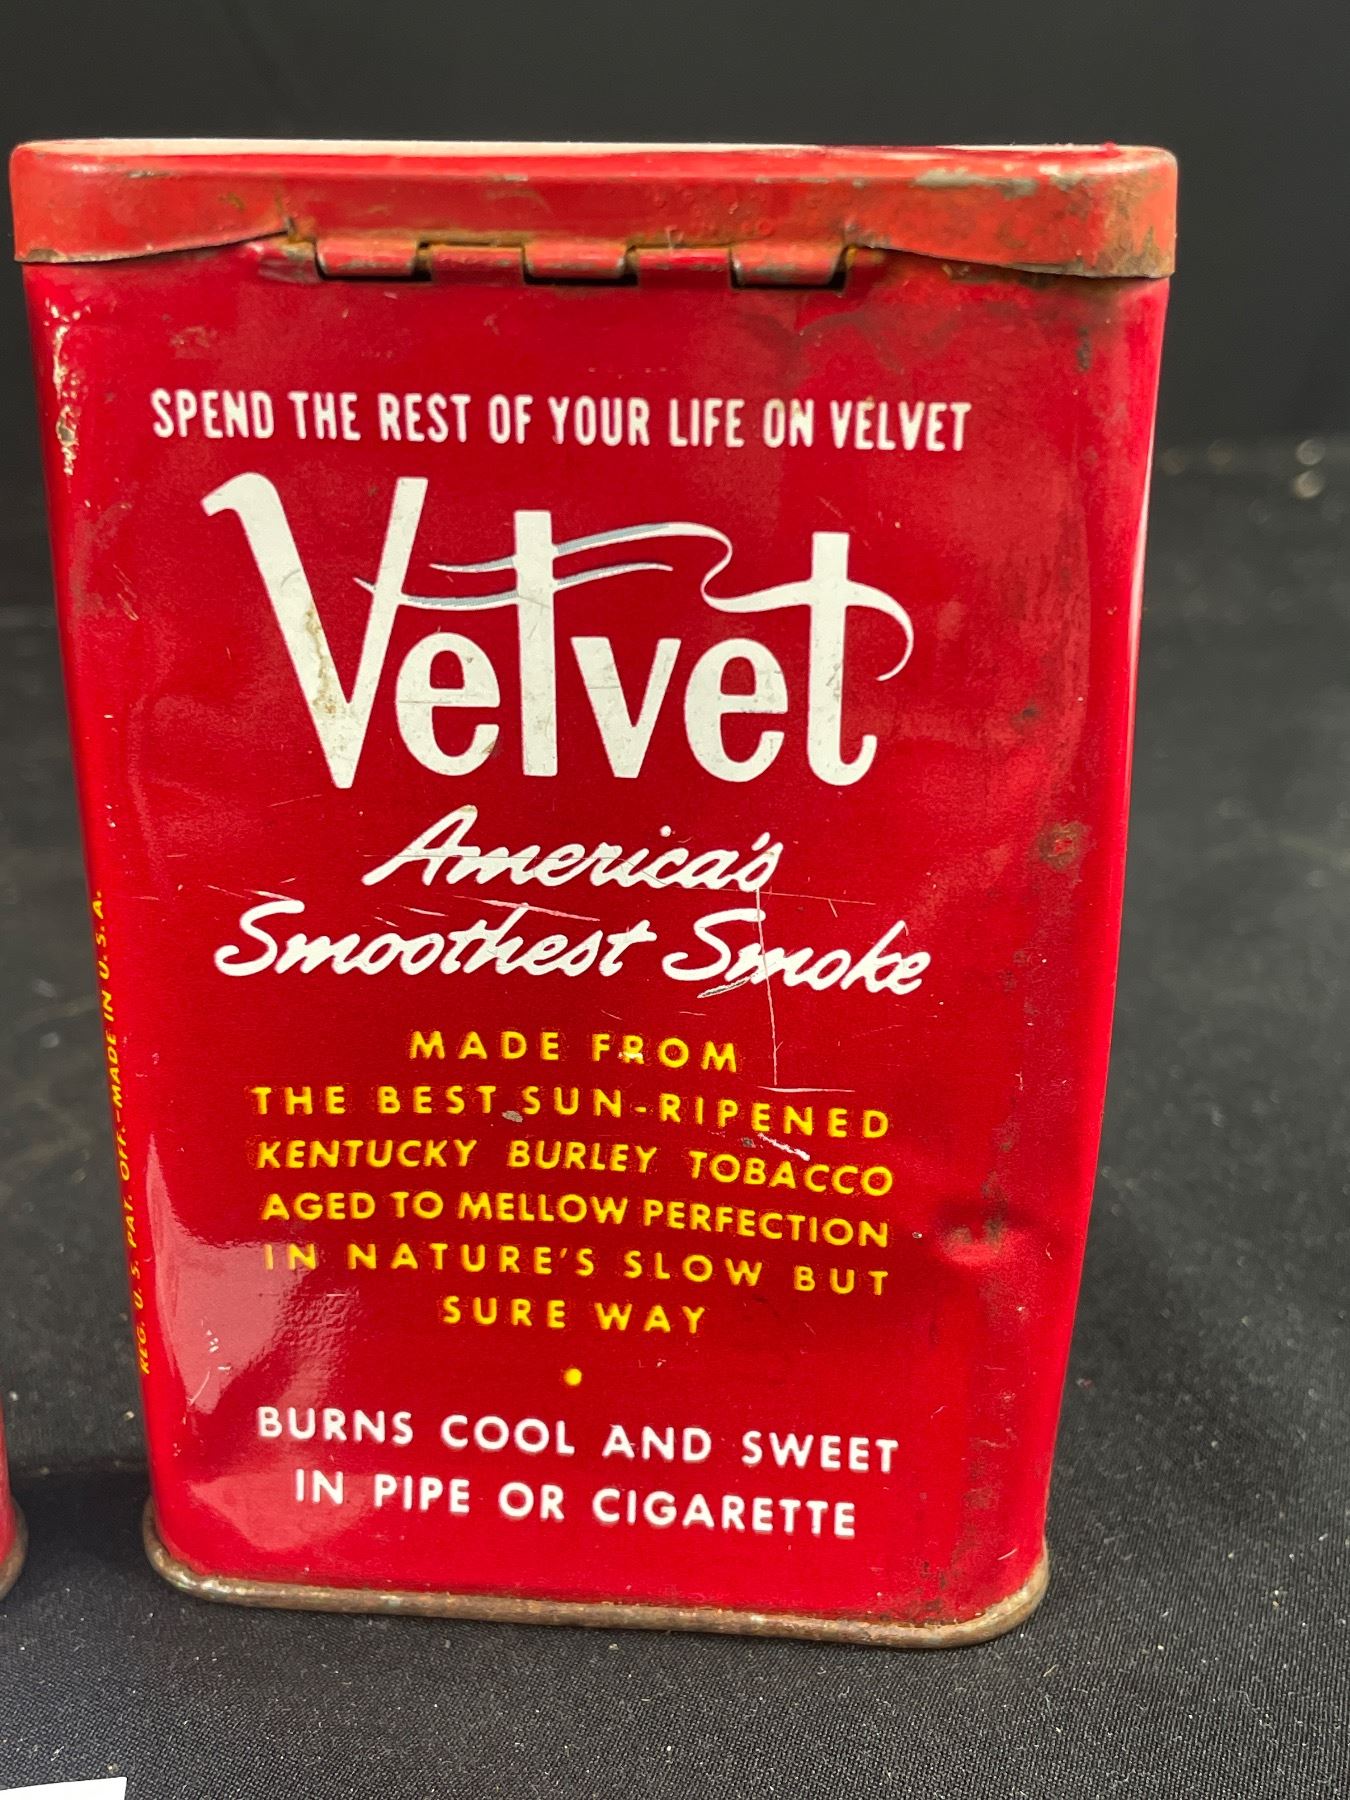 SPEND THE REST OF YOUR LIFE ON VELVET
Velvet
America's
Smoothest Smoke
MADE FROM
THE BEST SUN-RIPENED
KENTUCKY BURLEY TOBACCO
AGED TO MELLOW PERFECTION
IN NATURE'S SLOW BUT
SURE WAY
BURNS COOL AND SWEET
IN PIPE OR CIGARETTE
REG. U.S. PAT. OFF.-MADE IN U.S.A.